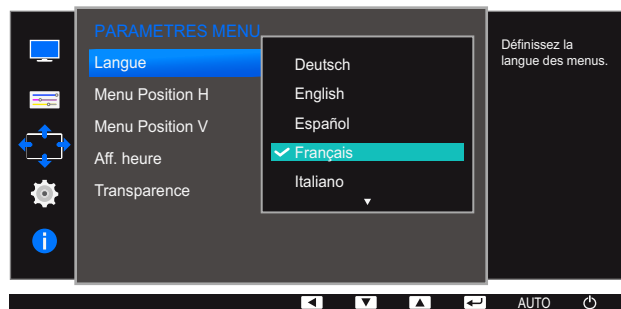 PARAMETRES MENU
Langue
Menu Position H
Menu Position V
Aff. heure
Transparence
Deutsch
English
Español
Français
Italiano
Définissez la
langue des menus.
AUTO